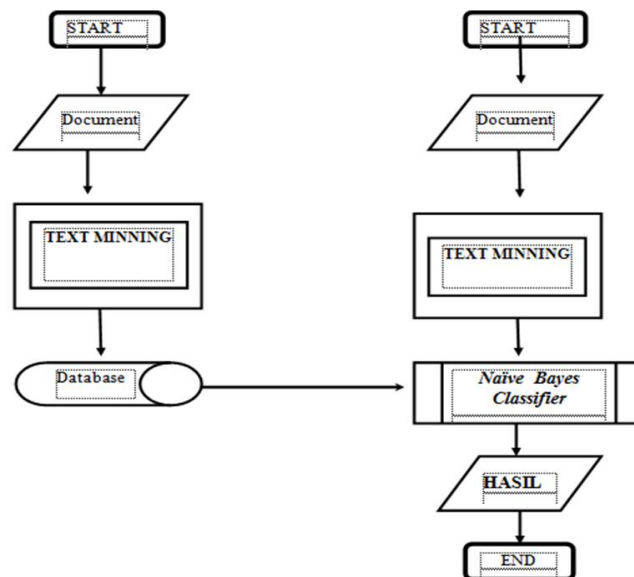 START
Document
TEXT MINNING
Database
START
Document
TEXT MINNING
Naïve Bayes
Classifier
HASIL
END